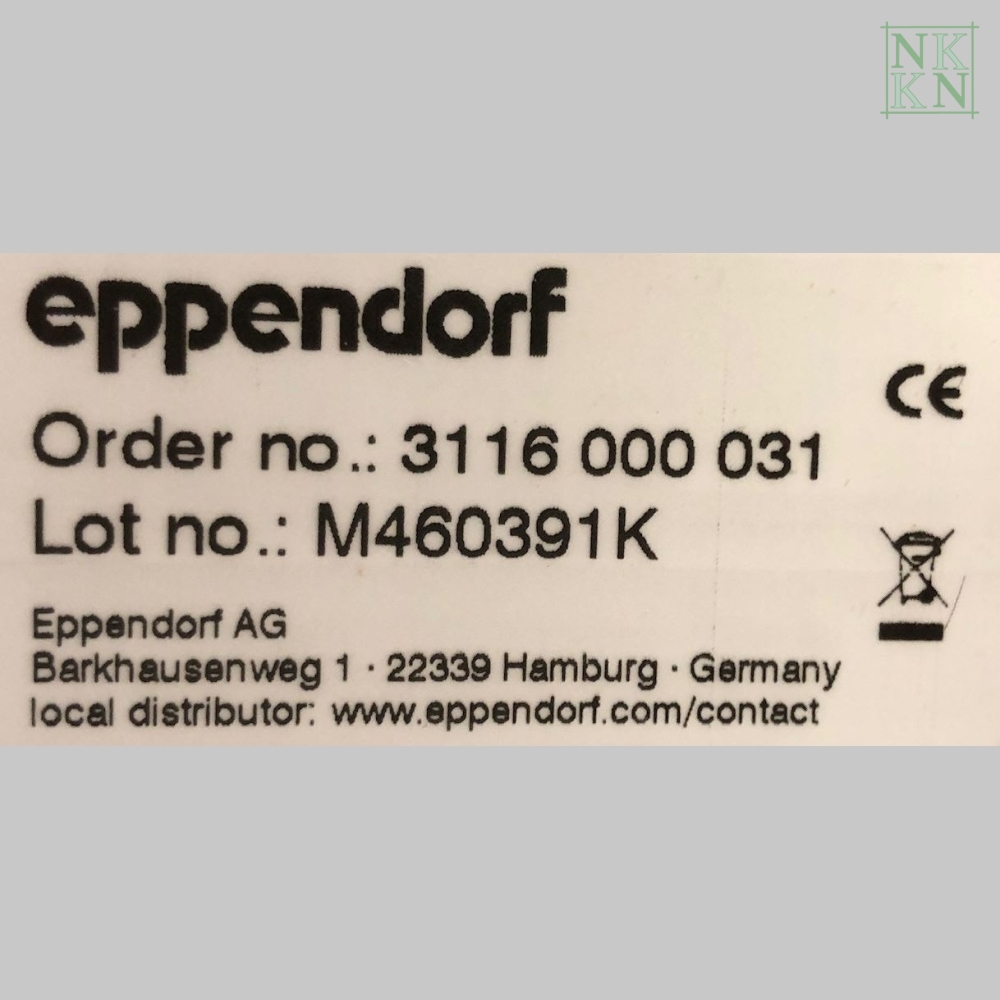 NK
KN
eppendorf
Order no.: 3116 000 031
Lot no.: M460391K
CE
Eppendorf AG
Barkhausenweg 1 · 22339 Hamburg · Germany
local distributor: www.eppendorf.com/contact